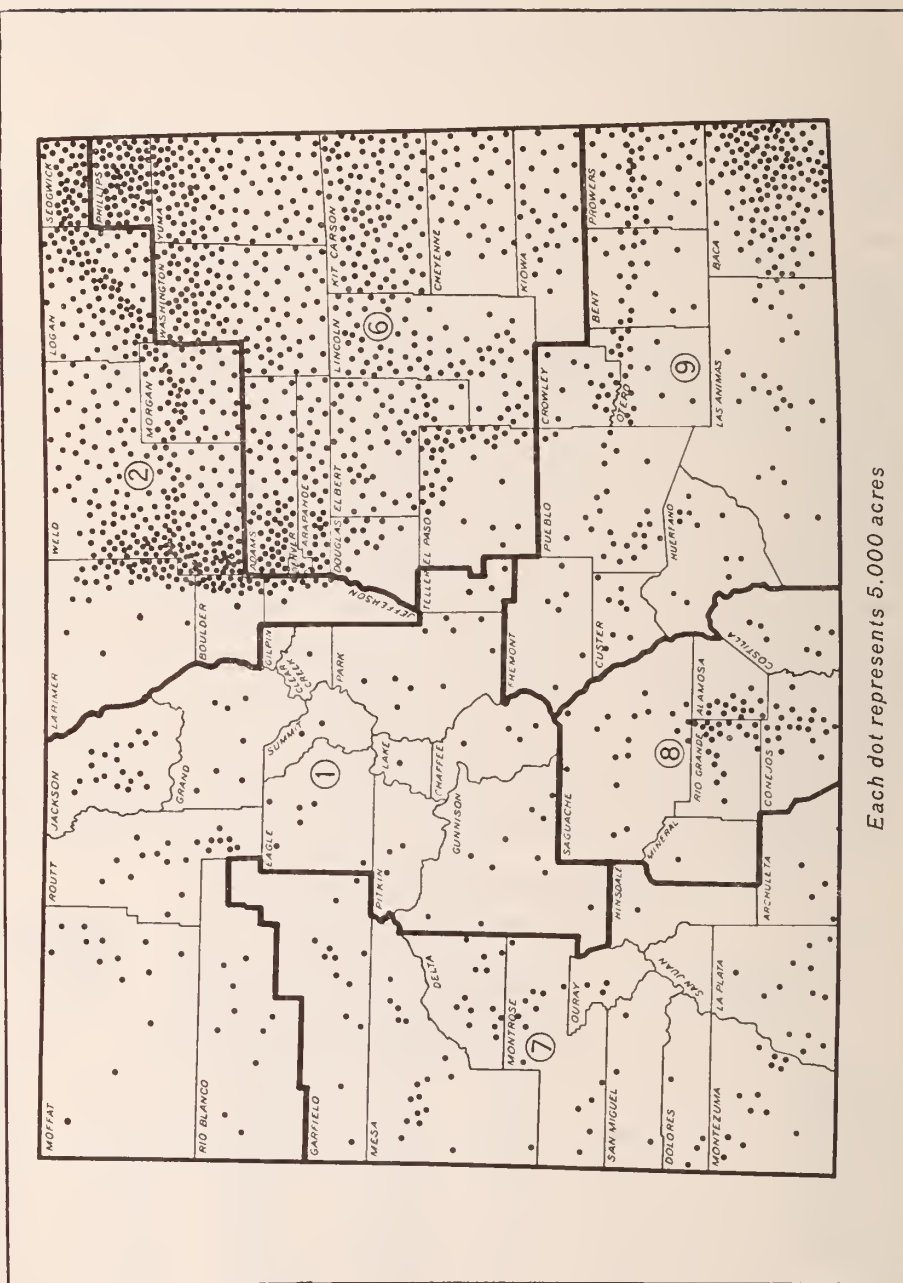 MOFFAT
ROUTT
JACKSON
LARIMER
WELD
LOGAN
SEDGWICK
PHILLIPS
RIO BLANCO
GRAND
BOULDER
MORGAN
WASHINGTON
YUMA
GARFIELO
EAGLE
SUMMIT
GILPIN
CLEAR
CREEK
JEFFERSON
ADAMS
DENVER
ARAPAHOE
MESA
PITKIN
LAKE
PARK
DOUGLAS
ELBERT
LINCOLN
KIT CARSON
DELTA
GUNNISON
CHAFFEE
TELLER
EL PASO
CHEYENNE
MONTROSE
OURAY
SAGUACHE
FREMONT
PUEBLO
CROWLEY
KIOWA
SAN MIGUEL
HINSDALE
CUSTER
OTERO
BENT
PROWERS
DOLORES
SAN JUAN
MINERAL
RIO GRANDE
ALAMOSA
HUERFANO
MONTEZUMA
LA PLATA
ARCHULETA
CONEJOS
COSTILLA
LAS ANIMAS
BACA
1
2
6
7
8
9
Each dot represents 5.000 acres